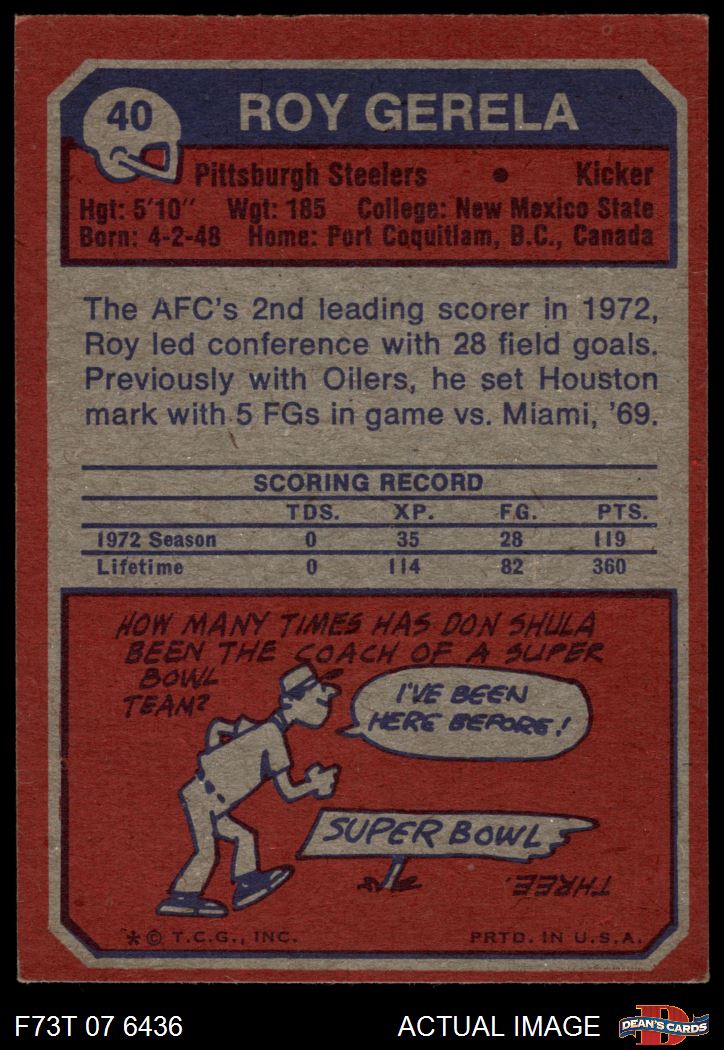 40
ROY GERELA
Pittsburgh Steelers • Kicker
Hgt: 5'10" Wgt: 185 College: New Mexico State
Born: 4-2-48 Home: Port Coquitlam, B.C., Canada
The AFC's 2nd leading scorer in 1972,
Roy led conference with 28 field goals.
Previously with Oilers, he set Houston
mark with 5 FGs in game vs. Miami, '69.
SCORING RECORD
TDS. XP. FG. PTS.
1972 Season 0 35 28 119
Lifetime 0 114 82 360
HOW MANY TIMES HAS DON SHULA
BEEN THE COACH OF A SUPER
BOWL
TEAM?
I'VE BEEN
HERE BEFORE!
SUPER BOWL
THREE.
* © T.C.G., INC. PRTD. IN U.S.A.
F73T 07 6436 ACTUAL IMAGE D DEAN'S CARDS